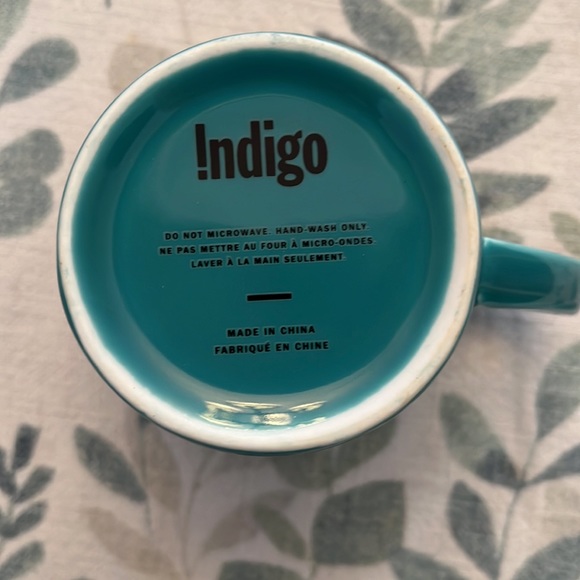 !ndigo
DO NOT MICROWAVE. HAND-WASH ONLY.
NE PAS METTRE AU FOUR À MICRO-ONDES.
LAVER À LA MAIN SEULEMENT.
MADE IN CHINA
FABRIQUÉ EN CHINE